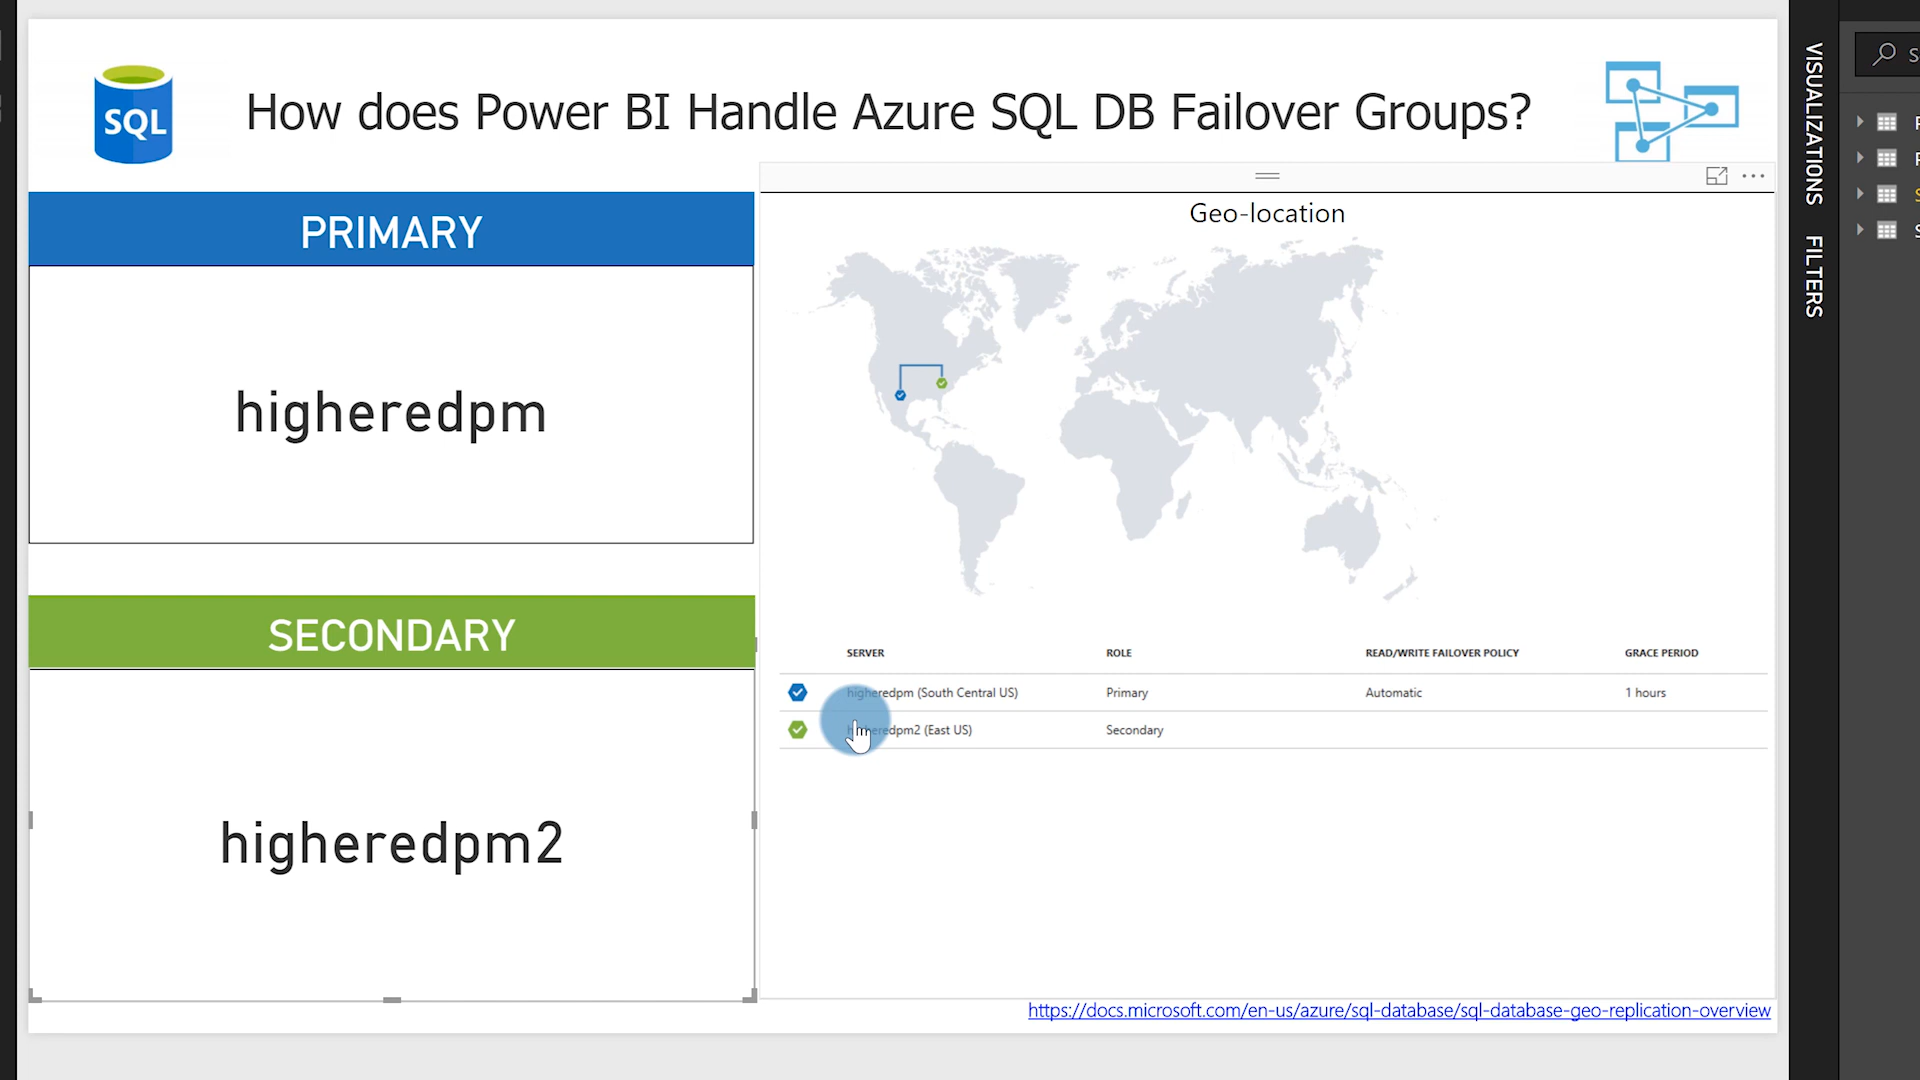 SQL
How does Power BI Handle Azure SQL DB Failover Groups?
PRIMARY
higheredpm
SECONDARY
higheredpm2
Geo-location
SERVER ROLE READ/WRITE FAILOVER POLICY GRACE PERIOD
higheredpm (South Central US) Primary Automatic 1 hours
higheredpm2 (East US) Secondary
https://docs.microsoft.com/en-us/azure/sql-database/sql-database-geo-replication-overview
VISUALIZATIONS
FILTERS